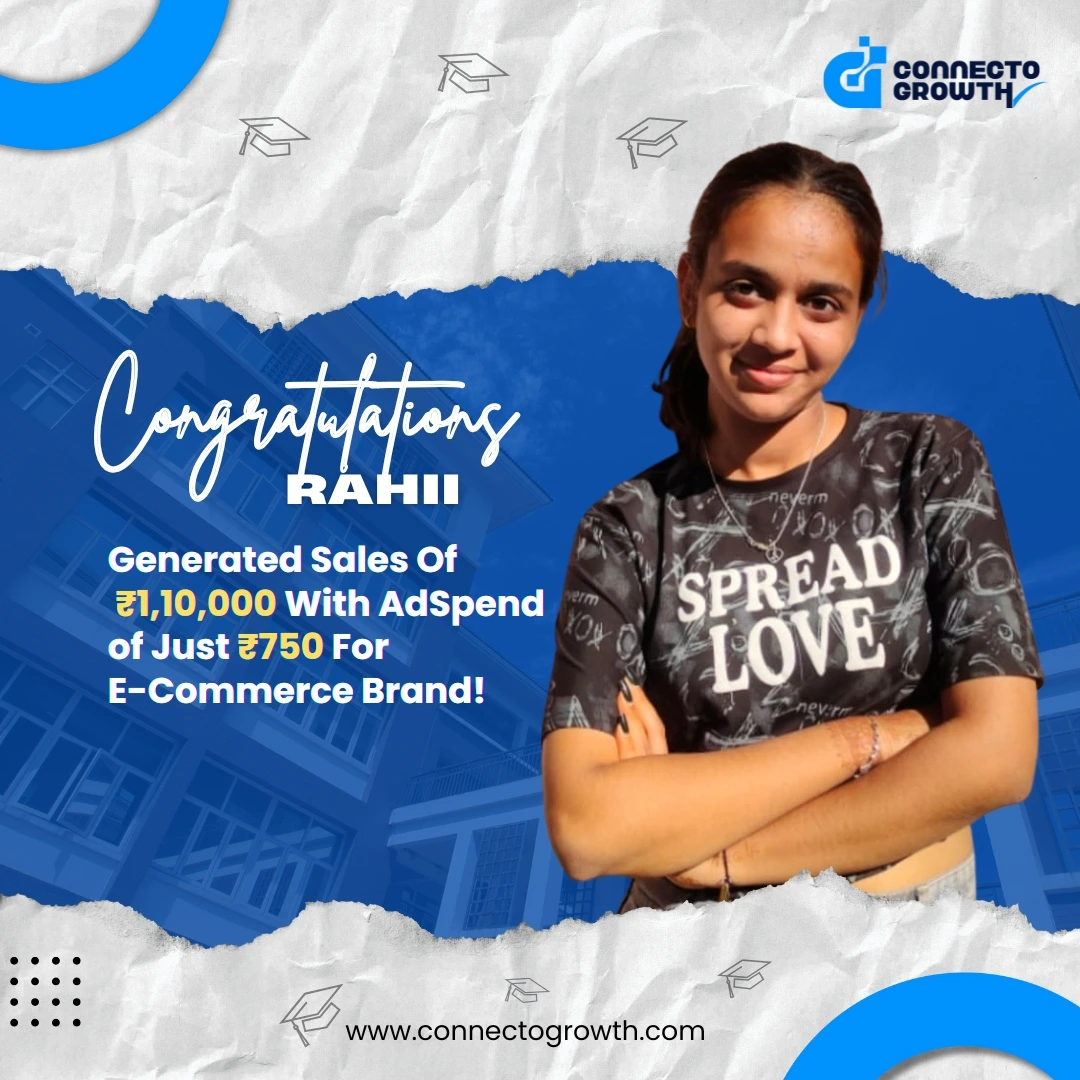 CONNECTO
GROWTH
Congratulations
RAHII
Generated Sales Of
₹1,10,000 With AdSpend
of Just ₹750 For
E-Commerce Brand!
neverm
SPREAD
LOVE
www.connectogrowth.com